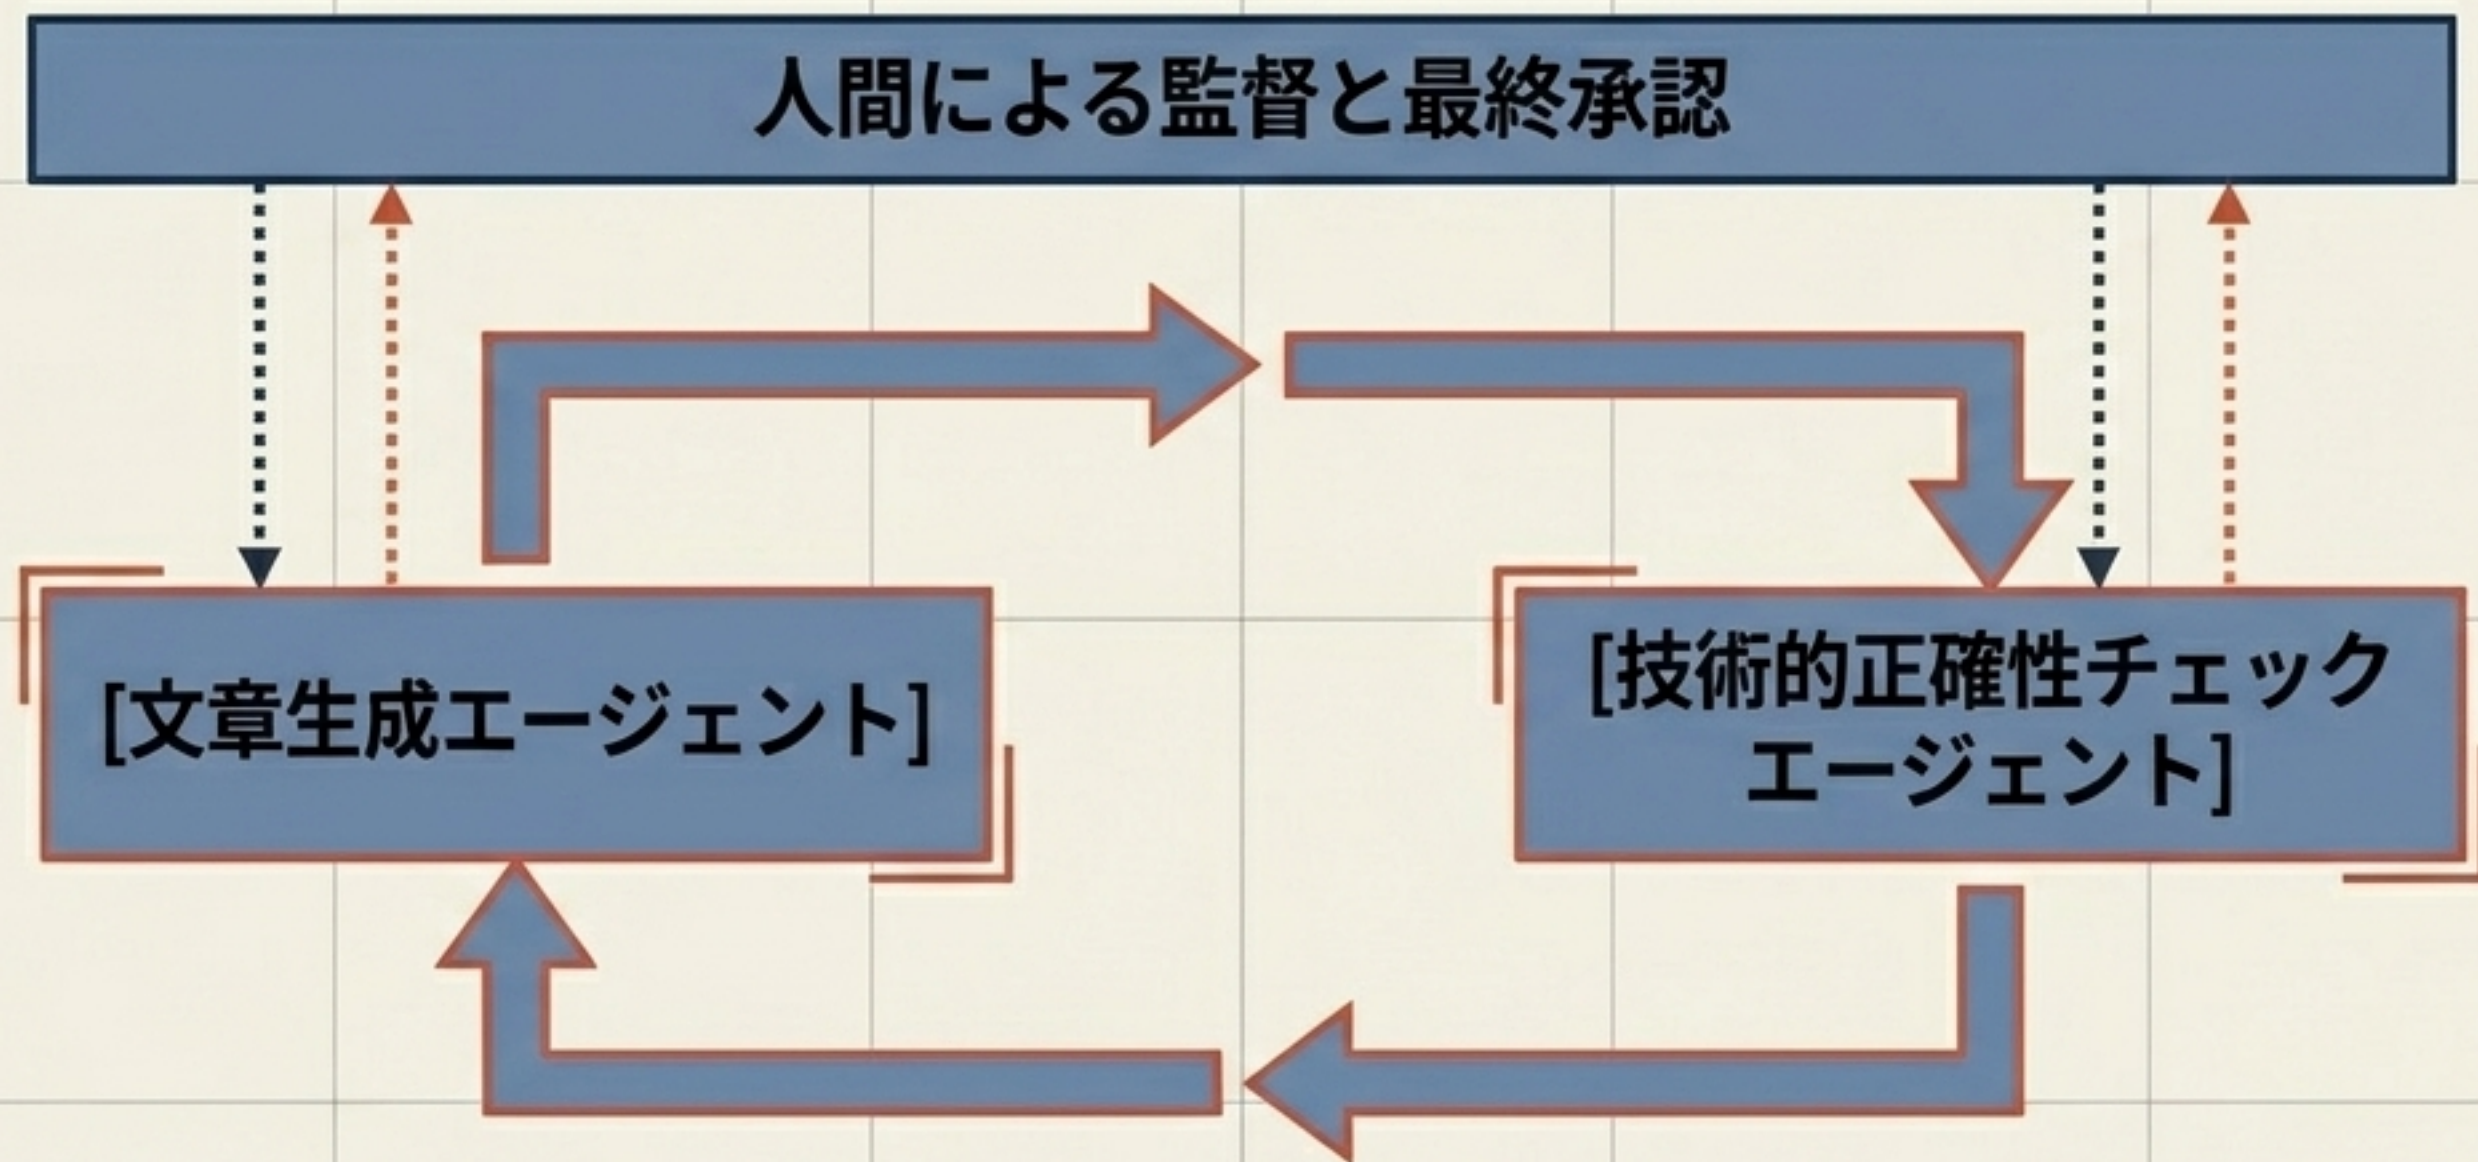 人間による監督と最終承認
[文章生成エージェント]
[技術的正確性チェック
エージェント]